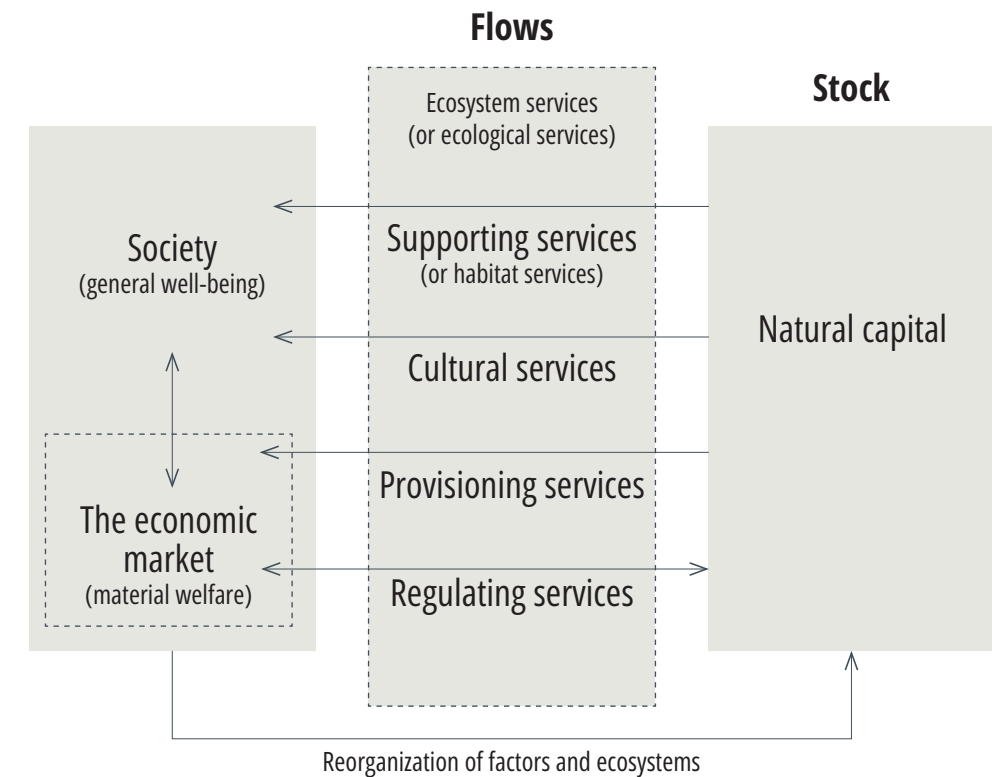 Flows
Stock
Ecosystem services
(or ecological services)
Society
(general well-being)
Supporting services
(or habitat services)
Natural capital
Cultural services
Provisioning services
The economic
market
(material welfare)
Regulating services
Reorganization of factors and ecosystems